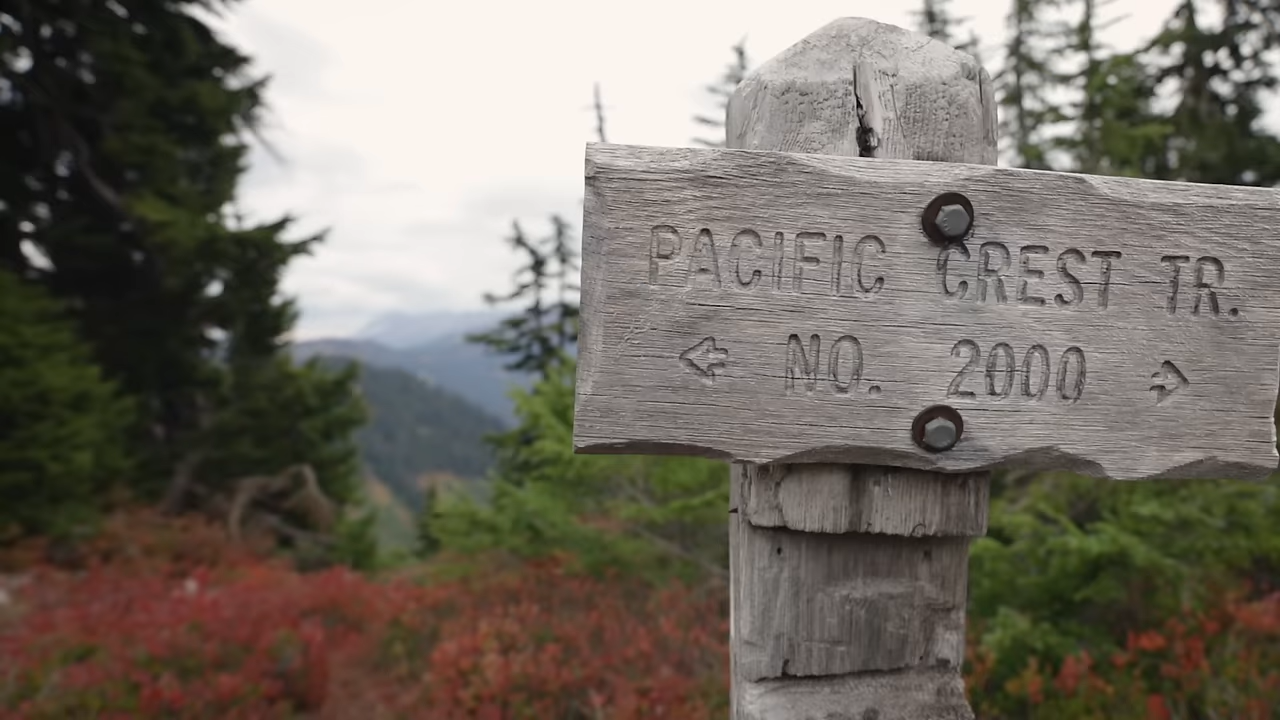 PACIFIC CREST TR.
← NO. 2000 →